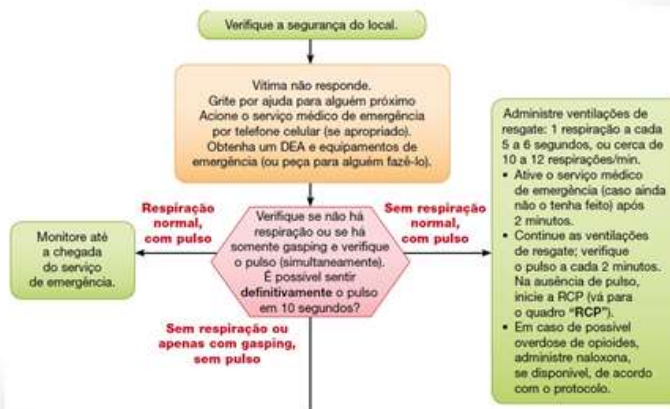 Verifique a segurança do local.
Vítima não responde.
Grite por ajuda para alguém próximo
Acione o serviço médico de emergência
por telefone celular (se apropriado).
Obtenha um DEA e equipamentos de
emergência (ou peça para alguém fazê-lo).
Respiração
normal,
com pulso
Monitore até
a chegada
do serviço
de emergência.
Verifique se não há
respiração ou se há
somente gasping e verifique
o pulso (simultaneamente).
É possível sentir
definitivamente o pulso
em 10 segundos?
Sem respiração
normal,
com pulso
Administre ventilações de
resgate: 1 respiração a cada
5 a 6 segundos, ou cerca de
10 a 12 respirações/min.
• Ative o serviço médico
de emergência (caso ainda
não o tenha feito) após
2 minutos.
• Continue as ventilações
de resgate; verifique
o pulso a cada 2 minutos.
Na ausência de pulso,
inicie a RCP (vá para
o quadro “RCP”).
• Em caso de possível
overdose de opioides,
administre naloxona,
se disponível, de acordo
com o protocolo.
Sem respiração ou
apenas com gasping,
sem pulso